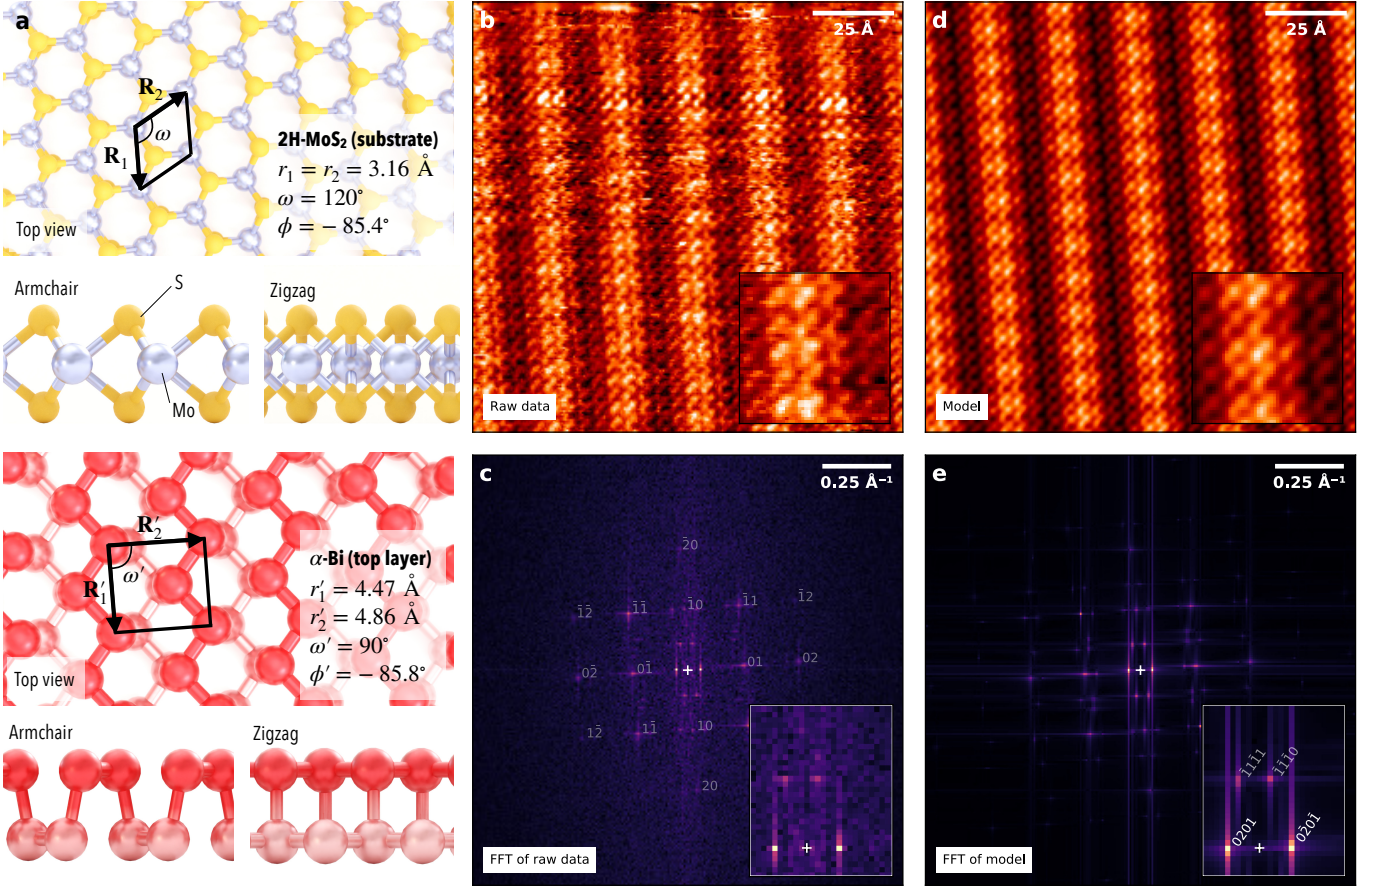 a
R₂
ω
R₁
2H-MoS₂ (substrate)
r₁ = r₂ = 3.16 Å
ω = 120°
ϕ = − 85.4°
Top view
Armchair
S
Zigzag
Mo
R′₂
ω′
R′₁
α-Bi (top layer)
r′₁ = 4.47 Å
r′₂ = 4.86 Å
ω′ = 90°
ϕ′ = − 85.8°
Top view
Armchair
Zigzag
b
25 Å
Raw data
c
0.25 Å⁻¹
2̄0
1̄2̄
1̄1̄
1̄0
1̄1
1̄2
02̄
01̄
01
02
12̄
11̄
10
20
FFT of raw data
d
25 Å
Model
e
0.25 Å⁻¹
1̄11̄1
1̄1̄1̄0
0201
02̄01̄
FFT of model